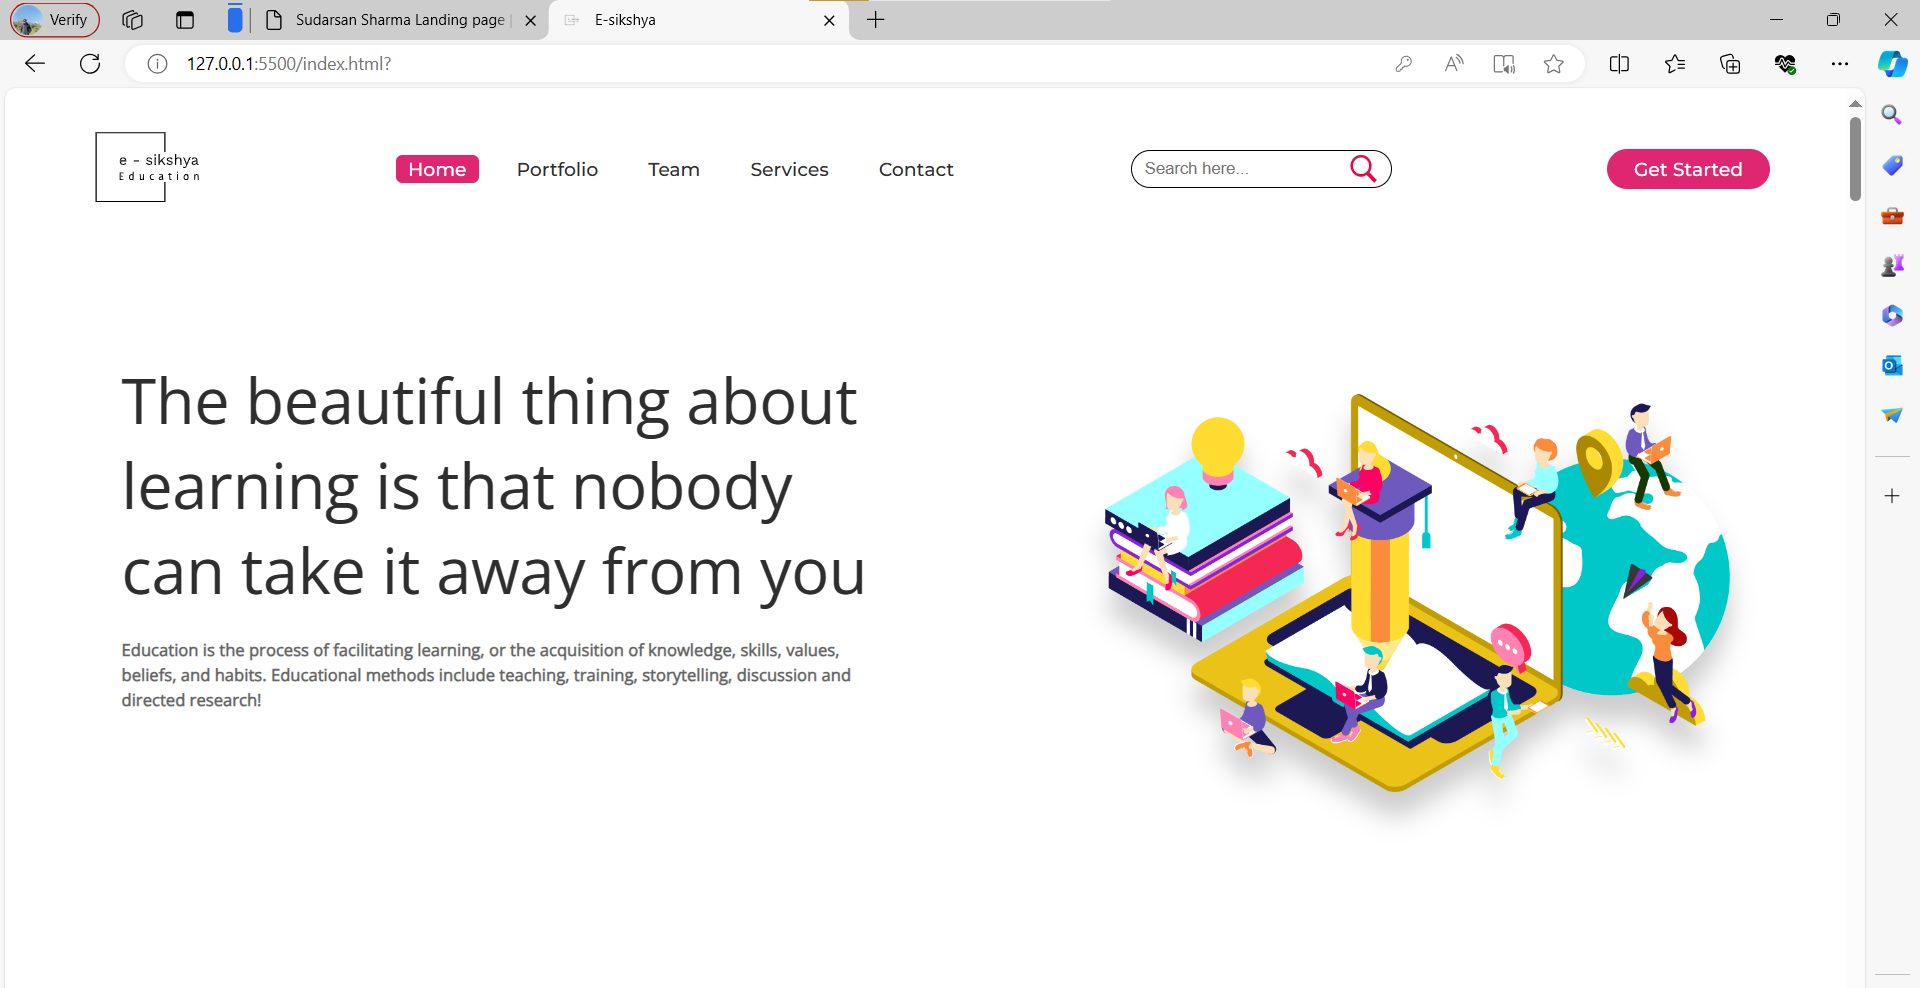 Verify
Sudarsan Sharma Landing page
E-sikshya
127.0.0.1:5500/index.html?
e - sikshya
Education
Home
Portfolio
Team
Services
Contact
Search here...
Get Started
The beautiful thing about
learning is that nobody
can take it away from you
Education is the process of facilitating learning, or the acquisition of knowledge, skills, values,
beliefs, and habits. Educational methods include teaching, training, storytelling, discussion and
directed research!